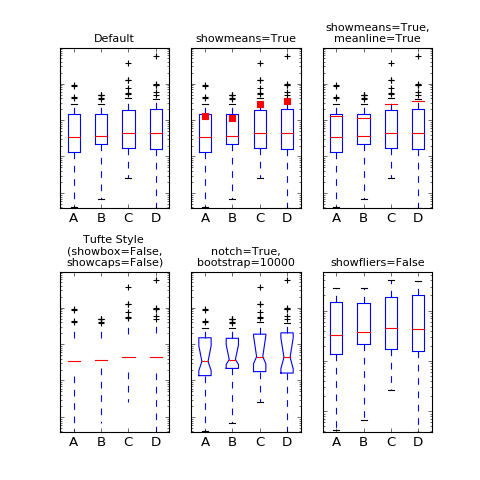 Default
showmeans=True
showmeans=True,
meanline=True
A B C D
A B C D
A B C D
Tufte Style
(showbox=False,
showcaps=False)
notch=True,
bootstrap=10000
showfliers=False
A B C D
A B C D
A B C D